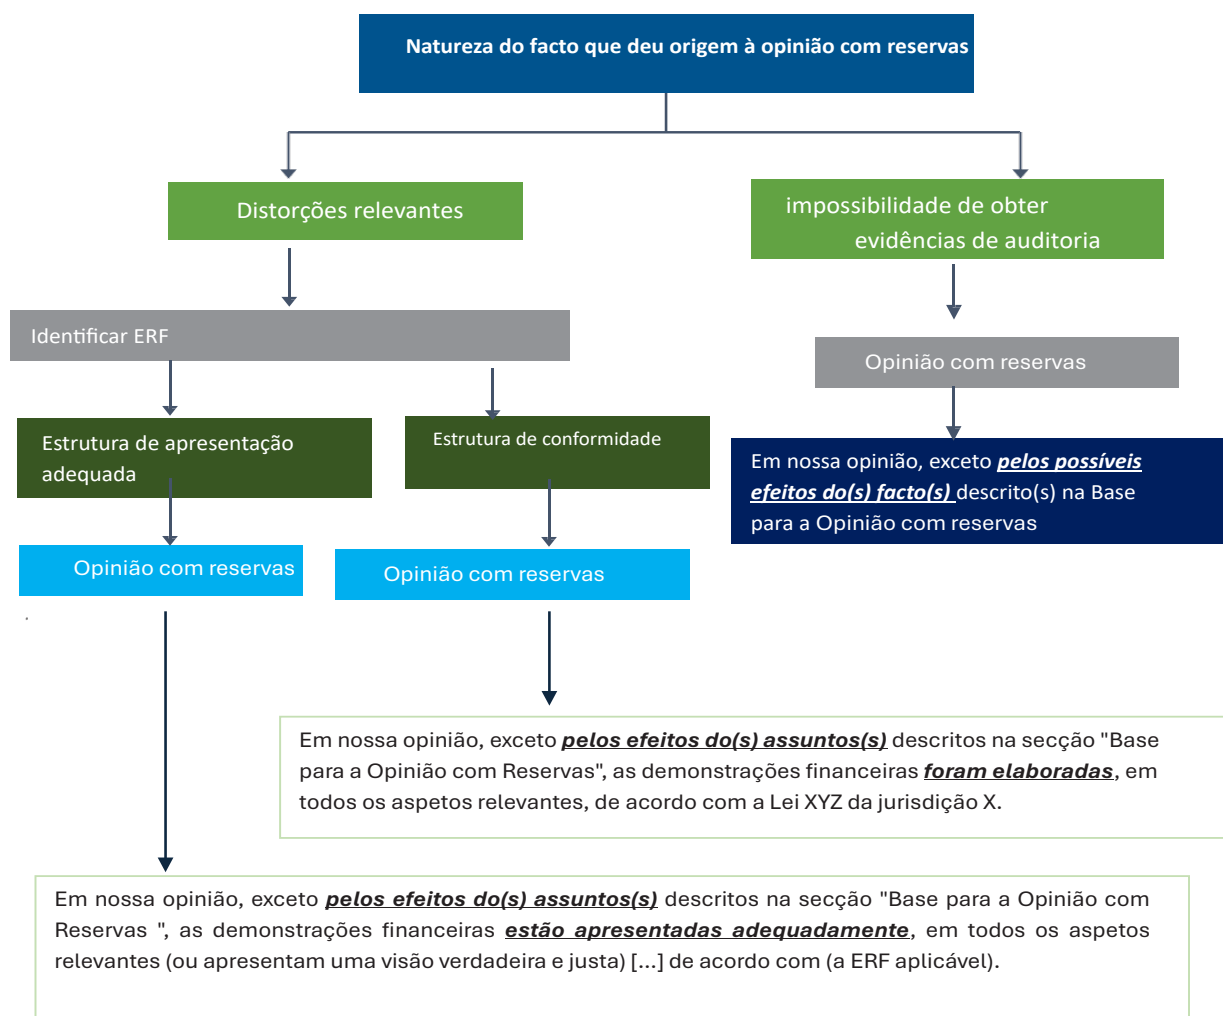 Natureza do facto que deu origem à opinião com reservas
Distorções relevantes
impossibilidade de obter
evidências de auditoria
Identificar ERF
Opinião com reservas
Estrutura de apresentação
adequada
Estrutura de conformidade
Em nossa opinião, exceto pelos possíveis
efeitos do(s) facto(s) descrito(s) na Base
para a Opinião com reservas
Opinião com reservas
Opinião com reservas
.
Em nossa opinião, exceto pelos efeitos do(s) assuntos(s) descritos na secção "Base
para a Opinião com Reservas", as demonstrações financeiras foram elaboradas, em
todos os aspetos relevantes, de acordo com a Lei XYZ da jurisdição X.
Em nossa opinião, exceto pelos efeitos do(s) assuntos(s) descritos na secção "Base para a Opinião com
Reservas ", as demonstrações financeiras estão apresentadas adequadamente, em todos os aspetos
relevantes (ou apresentam uma visão verdadeira e justa) [...] de acordo com (a ERF aplicável).